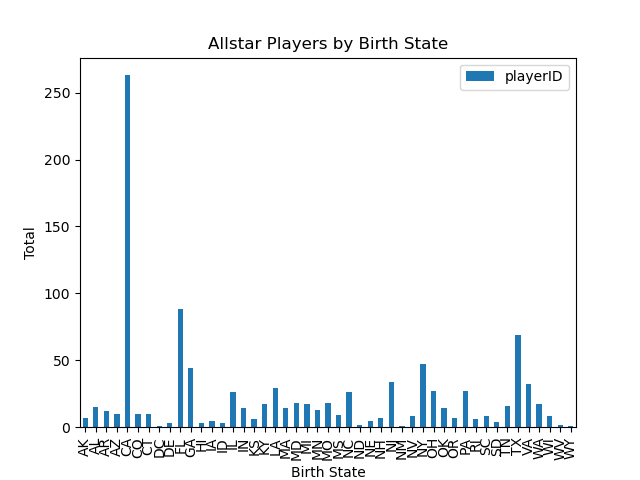 Allstar Players by Birth State
playerID
Total
250
200
150
100
50
0
AK AL AR AZ CA CO CT DC DE FL GA HI IA ID IL IN KS KY LA MA MD MI MN MO MS NC ND NE NH NJ NM NV NY OH OK OR PA RI SC SD TN TX VA WA WI WV WY
Birth State